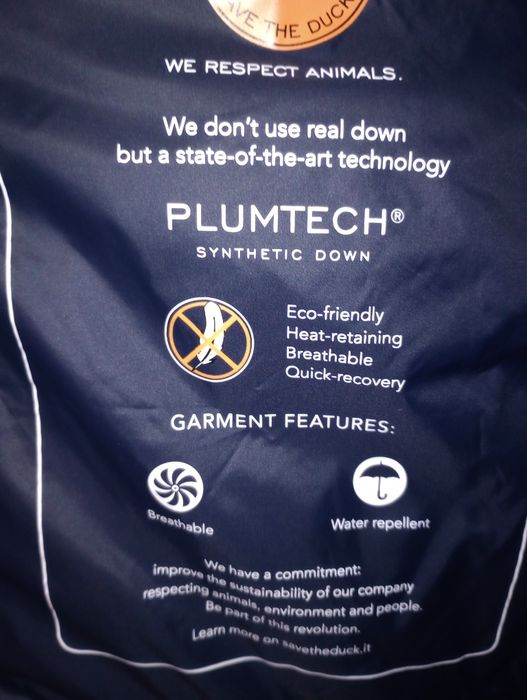 SAVE THE DUCK
WE RESPECT ANIMALS.
We don't use real down
but a state-of-the-art technology
PLUMTECH®
SYNTHETIC DOWN
Eco-friendly
Heat-retaining
Breathable
Quick-recovery
GARMENT FEATURES:
Breathable
Water repellent
We have a commitment:
improve the sustainability of our company
respecting animals, environment and people.
Be part of this revolution.
Learn more on savetheduck.it